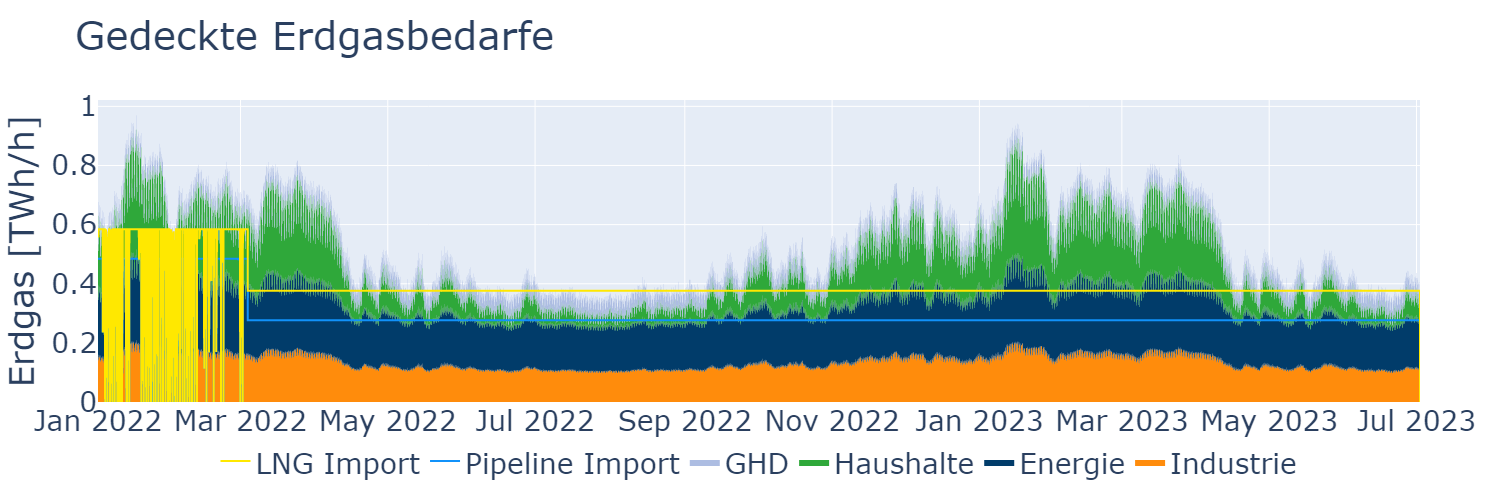 Gedeckte Erdgasbedarfe
Erdgas [TWh/h]
1
0.8
0.6
0.4
0.2
0
Jan 2022 Mar 2022 May 2022 Jul 2022 Sep 2022 Nov 2022 Jan 2023 Mar 2023 May 2023 Jul 2023
LNG Import Pipeline Import GHD Haushalte Energie Industrie